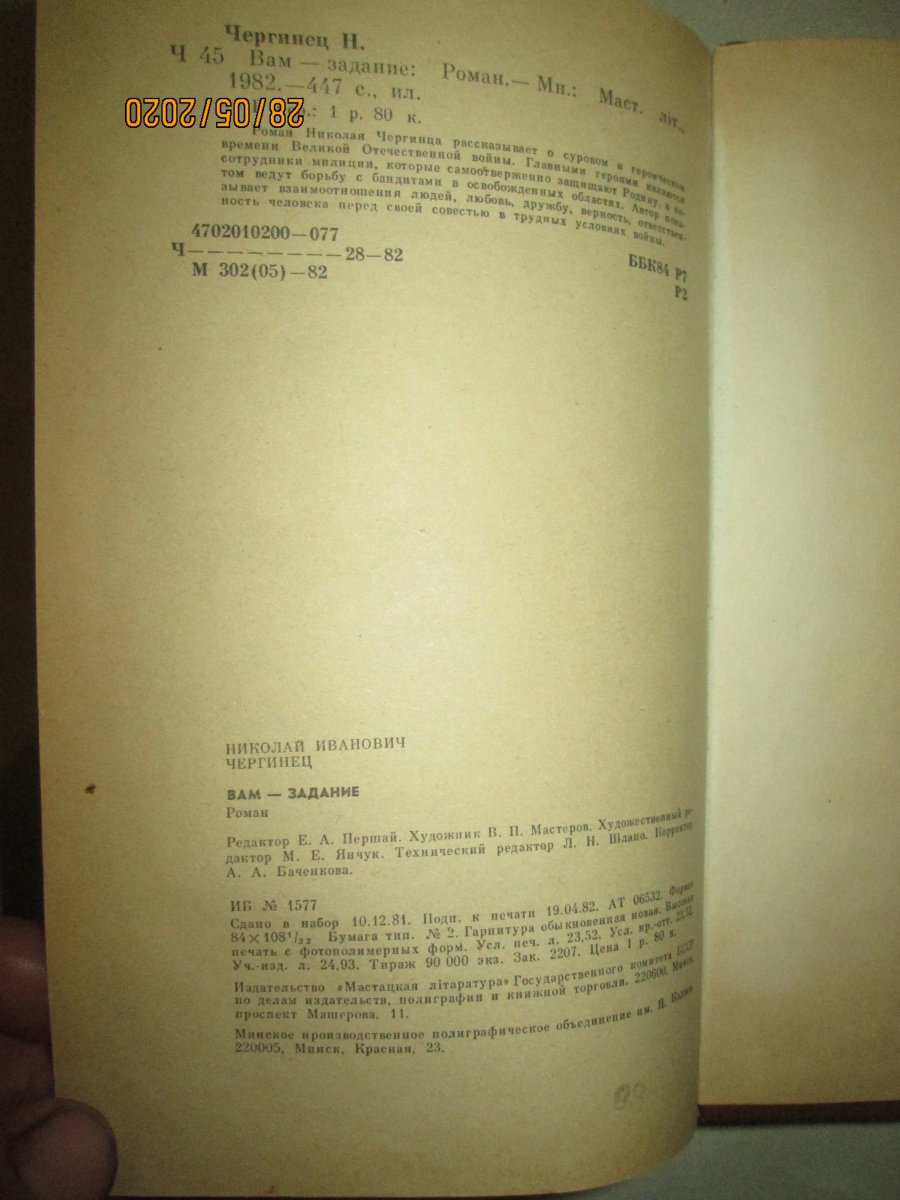 Чергинец Н.
Ч 45 Вам — задание: Роман.— Мн.: Маст. літ.,
1982.—447 с., ил.
28/05/2020
.: 1 р. 80 к.
Роман Николая Чергинца рассказывает о суровом и героическом
времени Великой Отечественной войны. Главными героями являются
сотрудники милиции, которые самоотверженно защищают Родину, а по-
том ведут борьбу с бандитами в освобожденных областях. Автор пока-
зывает взаимоотношения людей, любовь, дружбу, верность, ответствен-
ность человека перед своей совестью в трудных условиях войны.
4702010200—077
Ч — — — — — — — — 28—82
М 302(05)—82
ББК84 Р7
Р2
НИКОЛАЙ ИВАНОВИЧ
ЧЕРГИНЕЦ
ВАМ — ЗАДАНИЕ
Роман
Редактор Е. А. Першай. Художник В. П. Мастеров. Художественный ре-
дактор М. Е. Янчук. Технический редактор Л. Н. Шлапо. Корректор
А. А. Баченкова.
ИБ № 1577
Сдано в набор 10.12.81. Подп. к печати 19.04.82. АТ 06532. Формат
84×108¹/₃₂ Бумага тип. № 2. Гарнитура обыкновенная новая. Высокая
печать с фотополимерных форм. Усл. печ. л. 23,52. Усл. кр.-отт. 23,52.
Уч.-изд. л. 24,93. Тираж 90 000 экз. Зак. 2207. Цена 1 р. 80 к.
Издательство «Мастацкая літаратура» Государственного комитета БССР
по делам издательств, полиграфии и книжной торговли. 220600, Минск,
проспект Машерова. 11.
Минское производственное полиграфическое объединение им. Я. Коласа.
220005, Минск, Красная, 23.